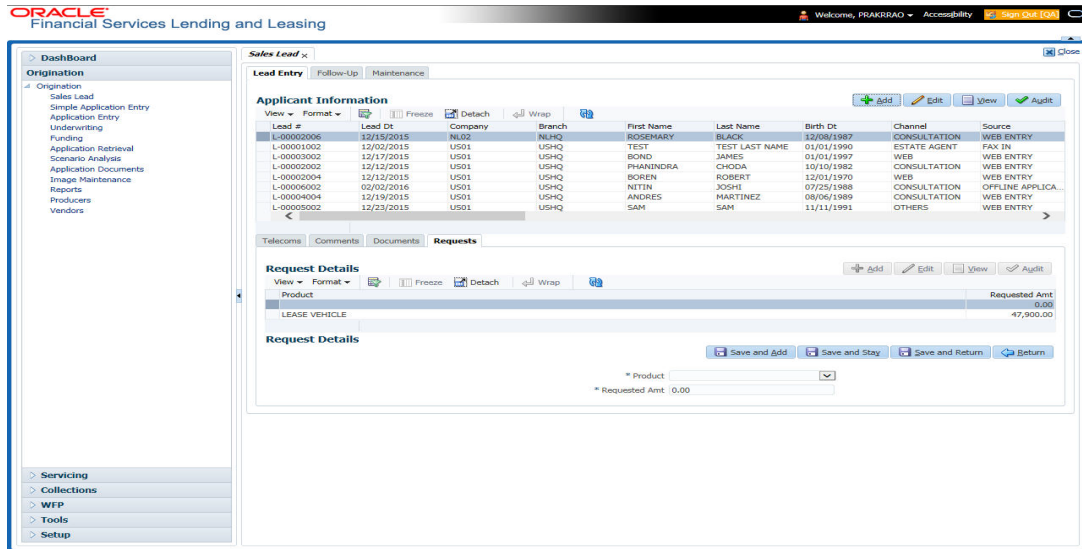 ORACLE
Financial Services Lending and Leasing
Welcome, PRAKRRAO Accessibility Sign Out [QA]
DashBoard
Origination
Origination
Sales Lead
Simple Application Entry
Application Entry
Underwriting
Funding
Application Retrieval
Scenario Analysis
Application Documents
Image Maintenance
Reports
Producers
Vendors
Servicing
Collections
WFP
Tools
Setup
Sales Lead x
Close
Lead Entry Follow-Up Maintenance
Applicant Information
Add Edit View Audit
View Format Freeze Detach Wrap
Lead # Lead Dt Company Branch First Name Last Name Birth Dt Channel Source
L-00002006 12/15/2015 NL02 NLHQ ROSEMARY BLACK 12/08/1987 CONSULTATION WEB ENTRY
L-00001002 12/02/2015 US01 USHQ TEST TEST LAST NAME 01/01/1990 ESTATE AGENT FAX IN
L-00003002 12/17/2015 US01 USHQ BOND JAMES 01/01/1997 WEB WEB ENTRY
L-00002002 12/12/2015 US01 USHQ PHANINDRA CHODA 10/10/1982 CONSULTATION WEB ENTRY
L-00002004 12/12/2015 US01 USHQ BOREN ROBERT 12/01/1970 WEB WEB ENTRY
L-00006002 02/02/2016 US01 USHQ NITIN JOSHI 07/25/1988 CONSULTATION OFFLINE APPLICA...
L-00004004 12/19/2015 US01 USHQ ANDRES MARTINEZ 08/06/1989 CONSULTATION WEB ENTRY
L-00005002 12/23/2015 US01 USHQ SAM SAM 11/11/1991 OTHERS WEB ENTRY
Telecoms Comments Documents Requests
Request Details
Add Edit View Audit
View Format Freeze Detach Wrap
Product Requested Amt
0.00
LEASE VEHICLE 47,900.00
Request Details
Save and Add Save and Stay Save and Return Return
* Product
* Requested Amt 0.00